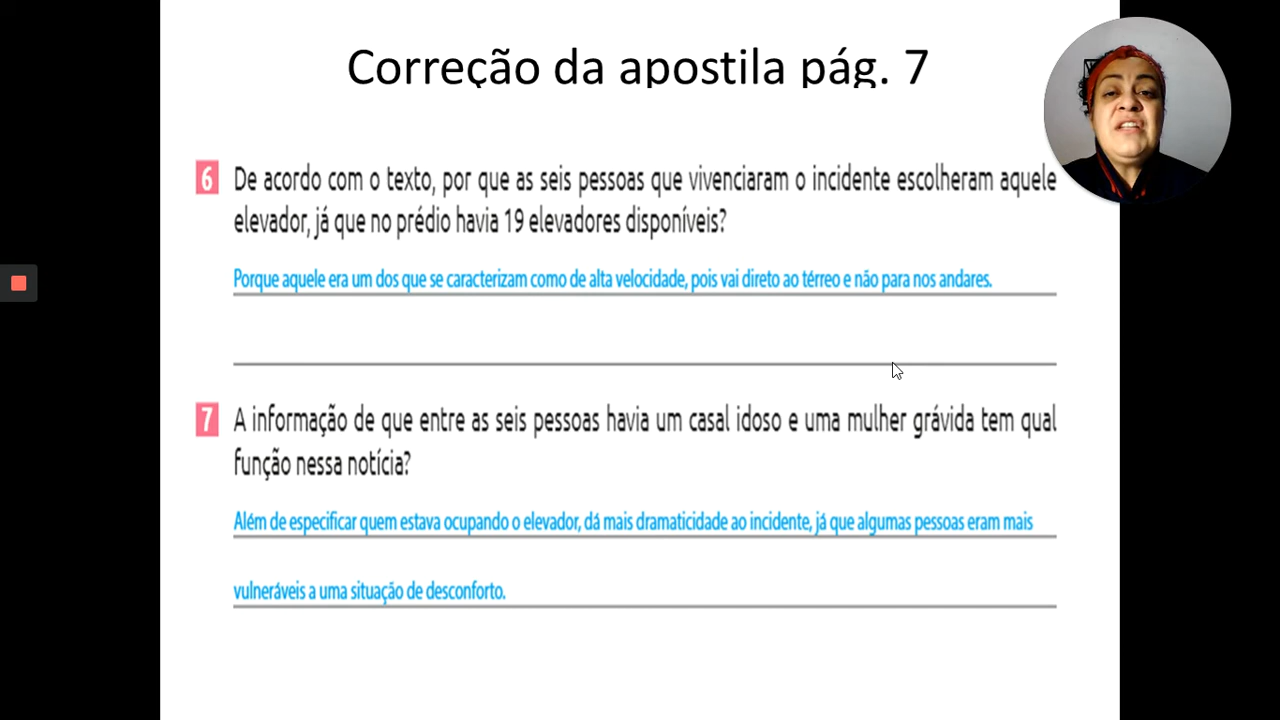 Correção da apostila pág. 7
6 De acordo com o texto, por que as seis pessoas que vivenciaram o incidente escolheram aquele
elevador, já que no prédio havia 19 elevadores disponíveis?
Porque aquele era um dos que se caracterizam como de alta velocidade, pois vai direto ao térreo e não para nos andares.
7 A informação de que entre as seis pessoas havia um casal idoso e uma mulher grávida tem qual
função nessa notícia?
Além de especificar quem estava ocupando o elevador, dá mais dramaticidade ao incidente, já que algumas pessoas eram mais
vulneráveis a uma situação de desconforto.